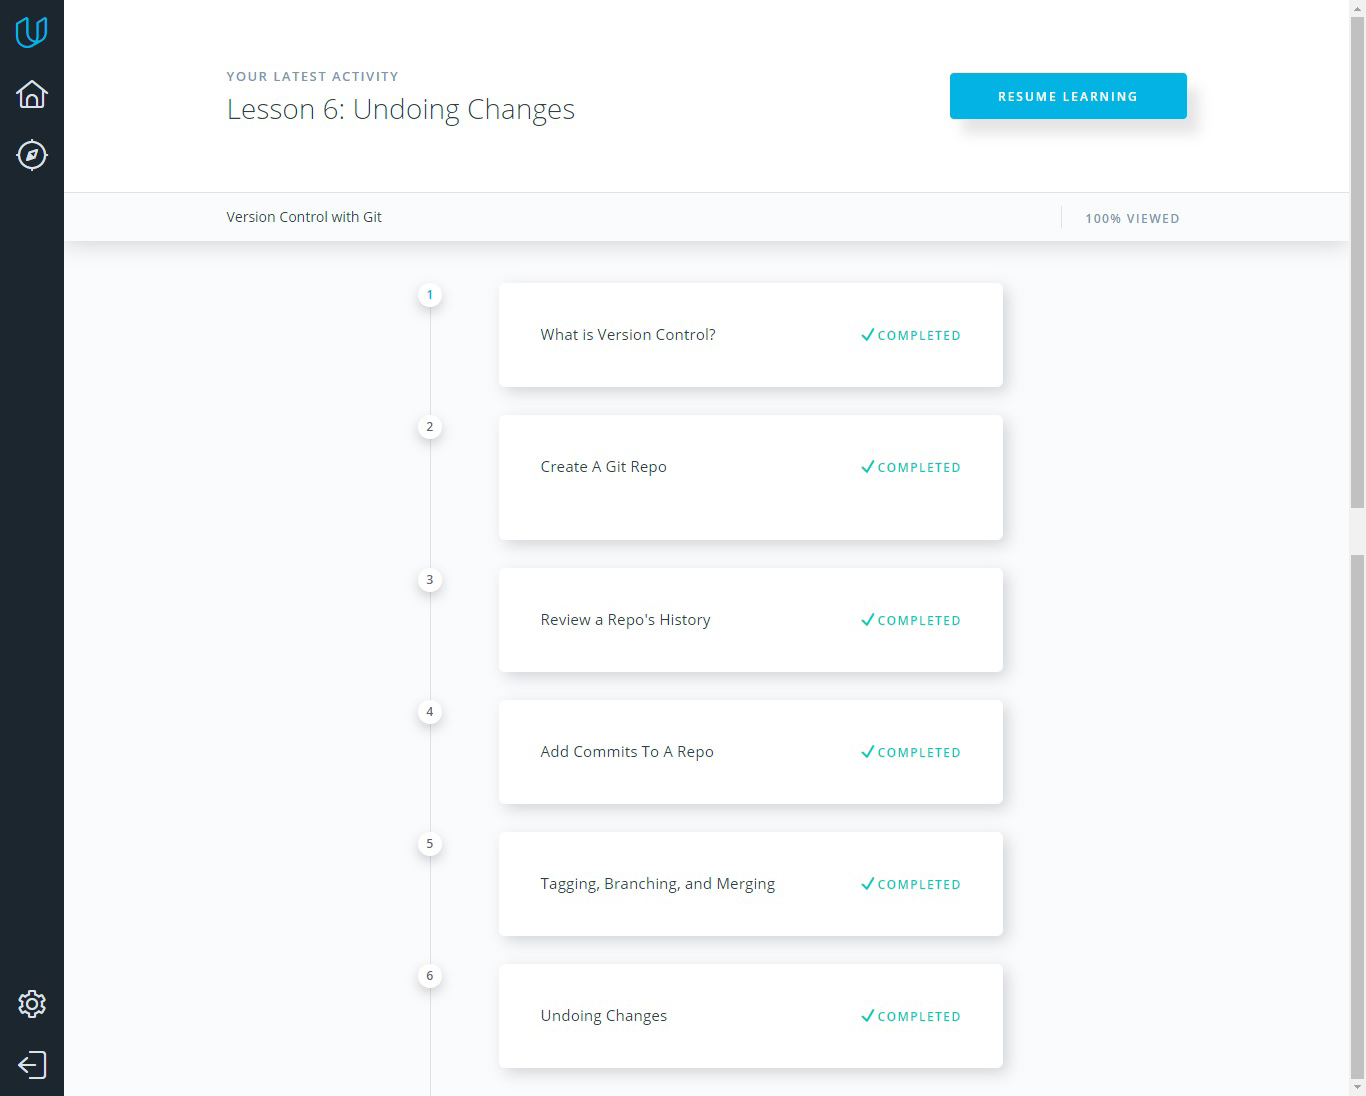 YOUR LATEST ACTIVITY
Lesson 6: Undoing Changes
RESUME LEARNING
Version Control with Git
100% VIEWED
1
What is Version Control?
COMPLETED
2
Create A Git Repo
COMPLETED
3
Review a Repo's History
COMPLETED
4
Add Commits To A Repo
COMPLETED
5
Tagging, Branching, and Merging
COMPLETED
6
Undoing Changes
COMPLETED